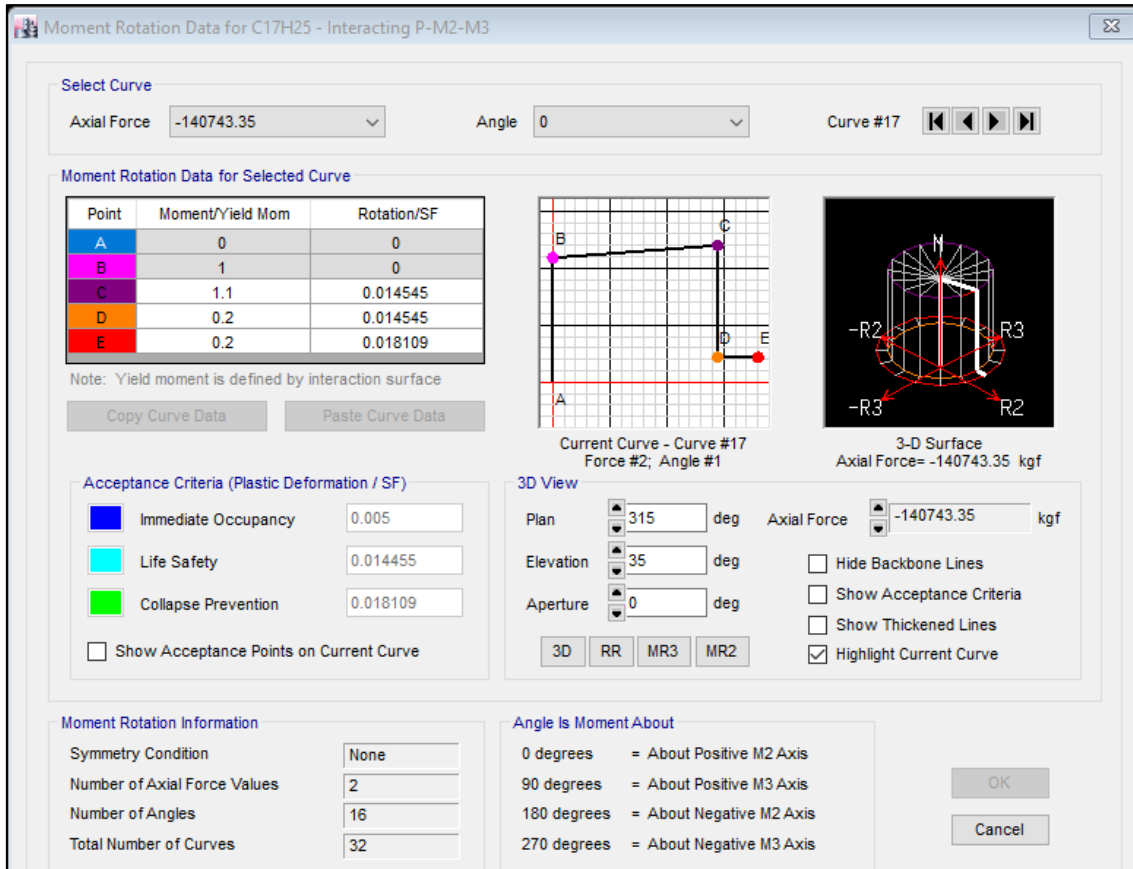 Moment Rotation Data for C17H25 - Interacting P-M2-M3
Select Curve
Axial Force -140743.35 Angle 0 Curve #17
Moment Rotation Data for Selected Curve
Point Moment/Yield Mom Rotation/SF
A 0 0
B 1 0
C 1.1 0.014545
D 0.2 0.014545
E 0.2 0.018109
Note: Yield moment is defined by interaction surface
Copy Curve Data Paste Curve Data
B
C
D
E
A
Current Curve - Curve #17
Force #2; Angle #1
M
-R2
R3
-R3
R2
3-D Surface
Axial Force= -140743.35 kgf
Acceptance Criteria (Plastic Deformation / SF)
Immediate Occupancy 0.005
Life Safety 0.014455
Collapse Prevention 0.018109
Show Acceptance Points on Current Curve
3D View
Plan 315 deg
Elevation 35 deg
Aperture 0 deg
3D RR MR3 MR2
Axial Force -140743.35 kgf
Hide Backbone Lines
Show Acceptance Criteria
Show Thickened Lines
Highlight Current Curve
Moment Rotation Information
Symmetry Condition None
Number of Axial Force Values 2
Number of Angles 16
Total Number of Curves 32
Angle Is Moment About
0 degrees = About Positive M2 Axis
90 degrees = About Positive M3 Axis
180 degrees = About Negative M2 Axis
270 degrees = About Negative M3 Axis
OK
Cancel